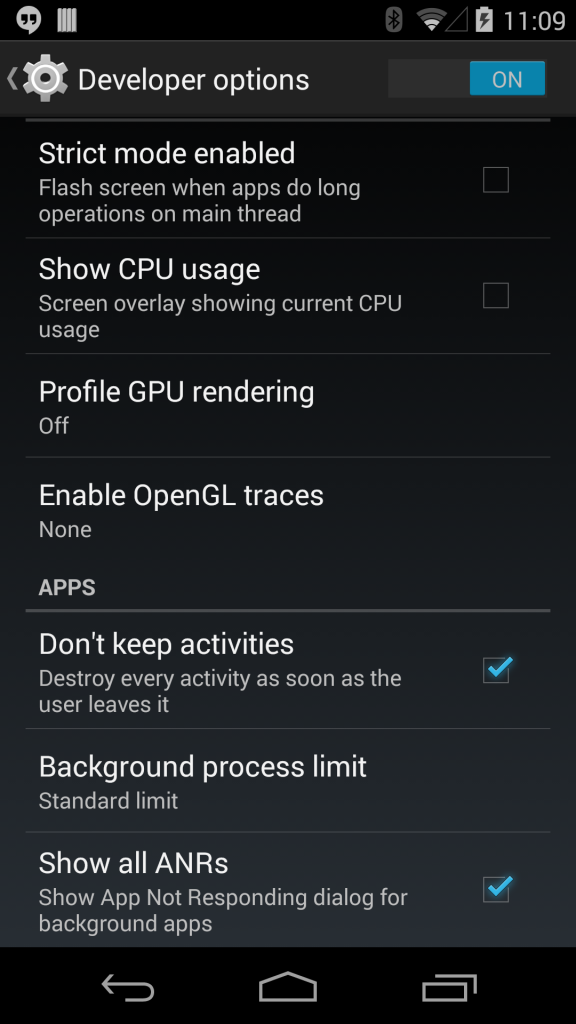 11:09
Developer options
ON
Strict mode enabled
Flash screen when apps do long
operations on main thread
Show CPU usage
Screen overlay showing current CPU
usage
Profile GPU rendering
Off
Enable OpenGL traces
None
APPS
Don't keep activities
Destroy every activity as soon as the
user leaves it
Background process limit
Standard limit
Show all ANRs
Show App Not Responding dialog for
background apps